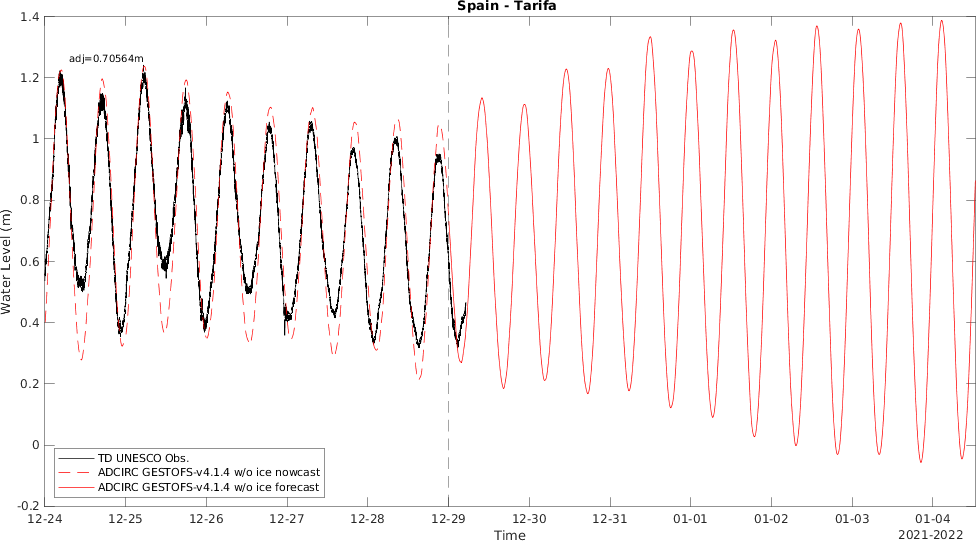 Spain - Tarifa
adj=0.70564m
Water Level (m)
1.4
1.2
1
0.8
0.6
0.4
0.2
0
-0.2
TD UNESCO Obs.
ADCIRC GESTOFS-v4.1.4 w/o ice nowcast
ADCIRC GESTOFS-v4.1.4 w/o ice forecast
12-24 12-25 12-26 12-27 12-28 12-29 12-30 12-31 01-01 01-02 01-03 01-04
Time
2021-2022